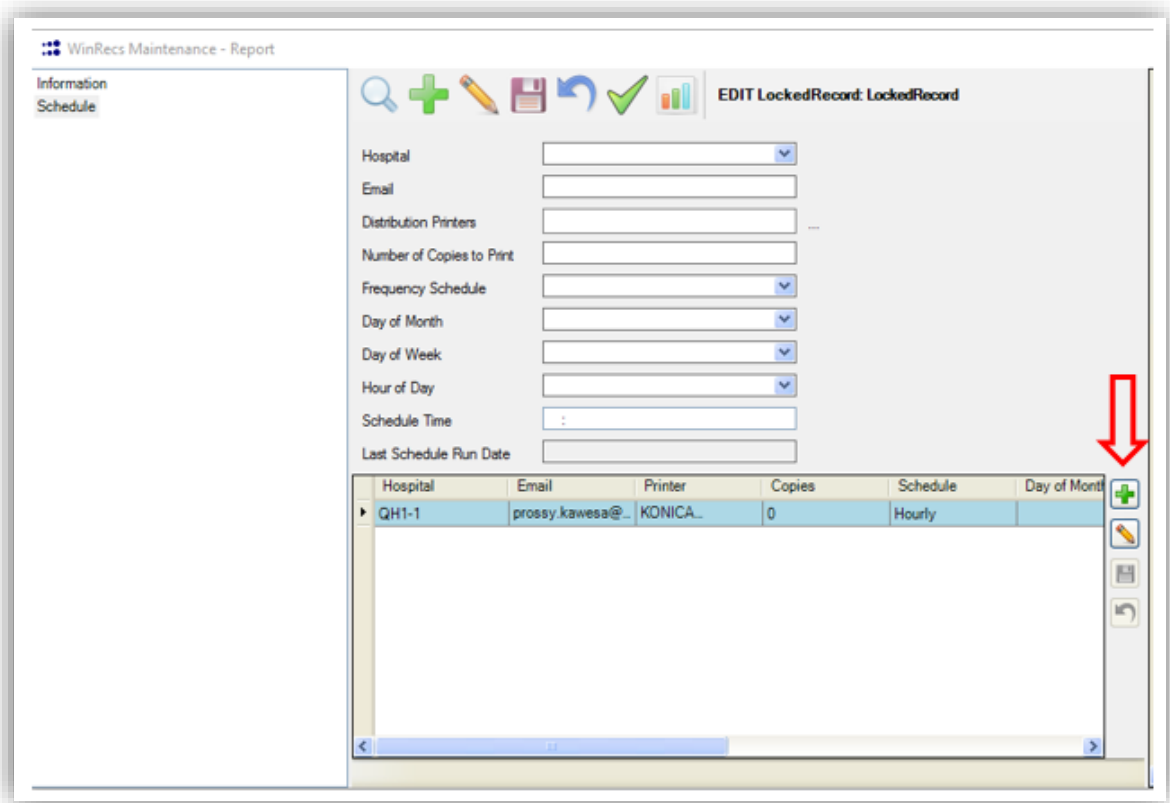 WinRecs Maintenance - Report
Information
Schedule
EDIT LockedRecord: LockedRecord
Hospital
Email
Distribution Printers ...
Number of Copies to Print
Frequency Schedule
Day of Month
Day of Week
Hour of Day
Schedule Time :
Last Schedule Run Date
Hospital Email Printer Copies Schedule Day of Month
QH1-1 prossy.kawesa@... KONICA... 0 Hourly